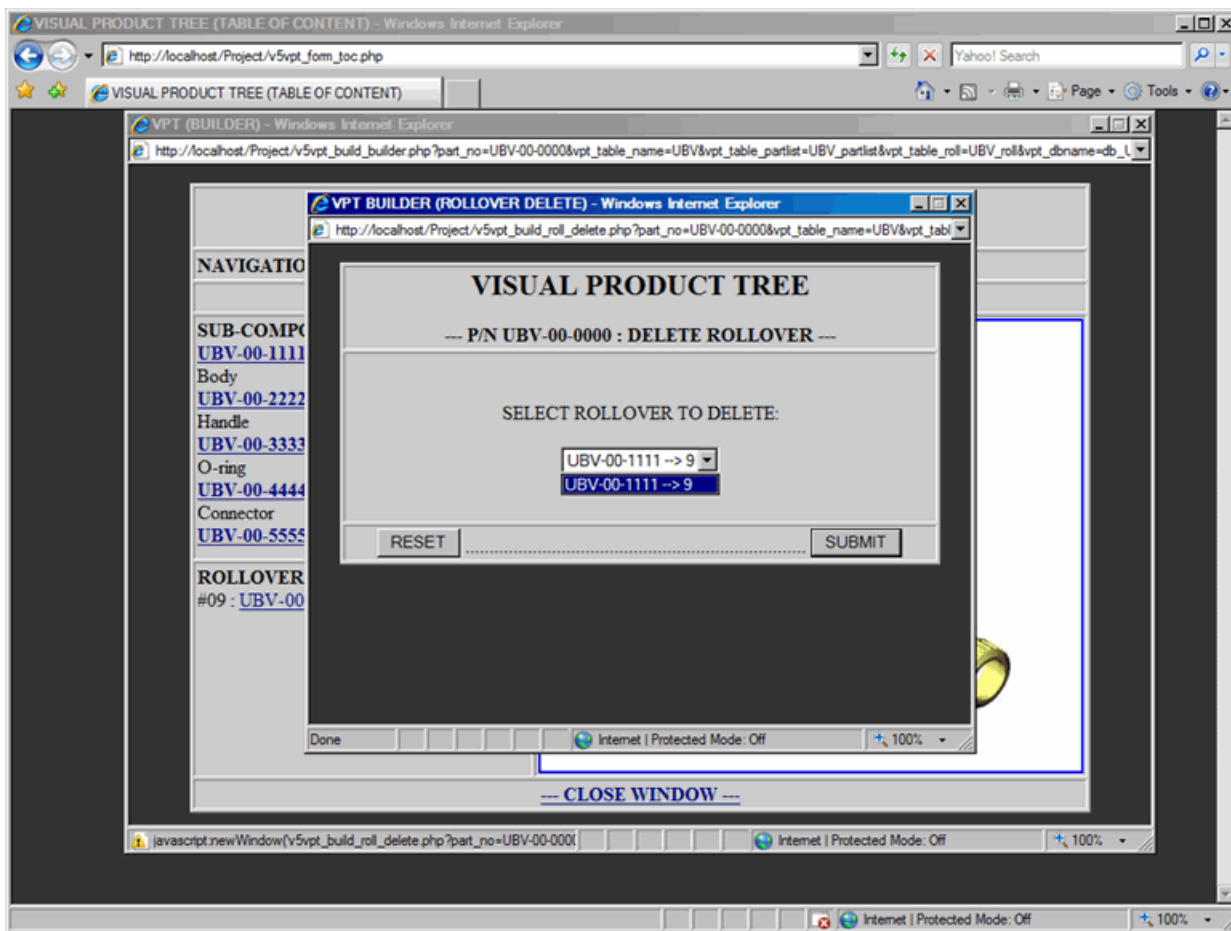 VISUAL PRODUCT TREE (TABLE OF CONTENT) - Windows Internet Explorer
http://localhost/Project/v5vpt_form_toc.php
Yahoo! Search
VISUAL PRODUCT TREE (TABLE OF CONTENT)
Page
Tools
VPT (BUILDER) - Windows Internet Explorer
http://localhost/Project/v5vpt_build_builder.php?part_no=UBV-00-0000&vpt_table_name=UBV&vpt_table_partlist=UBV_partlist&vpt_table_roll=UBV_roll&vpt_dbname=db_U
NAVIGATIO
SUB-COMPO
UBV-00-1111
Body
UBV-00-2222
Handle
UBV-00-3333
O-ring
UBV-00-4444
Connector
UBV-00-5555
ROLLOVER
#09 : UBV-00
VPT BUILDER (ROLLOVER DELETE) - Windows Internet Explorer
http://localhost/Project/v5vpt_build_roll_delete.php?part_no=UBV-00-0000&vpt_table_name=UBV&vpt_tabl
VISUAL PRODUCT TREE
--- P/N UBV-00-0000 : DELETE ROLLOVER ---
SELECT ROLLOVER TO DELETE:
UBV-00-1111 --> 9
UBV-00-1111 --> 9
RESET
SUBMIT
Done
Internet | Protected Mode: Off
100%
--- CLOSE WINDOW ---
javascript:newWindow('v5vpt_build_roll_delete.php?part_no=UBV-00-000(
Internet | Protected Mode: Off
100%
Internet | Protected Mode: Off
100%